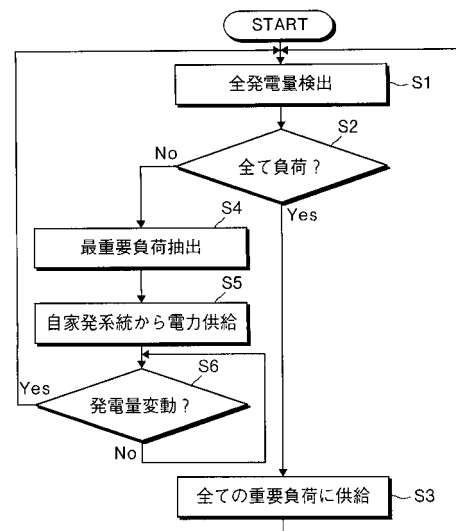 START
全発電量検出
S1
S2
全て負荷？
No
Yes
S4
最重要負荷抽出
S5
自家発系統から電力供給
S6
発電量変動？
Yes
No
全ての重要負荷に供給
S3